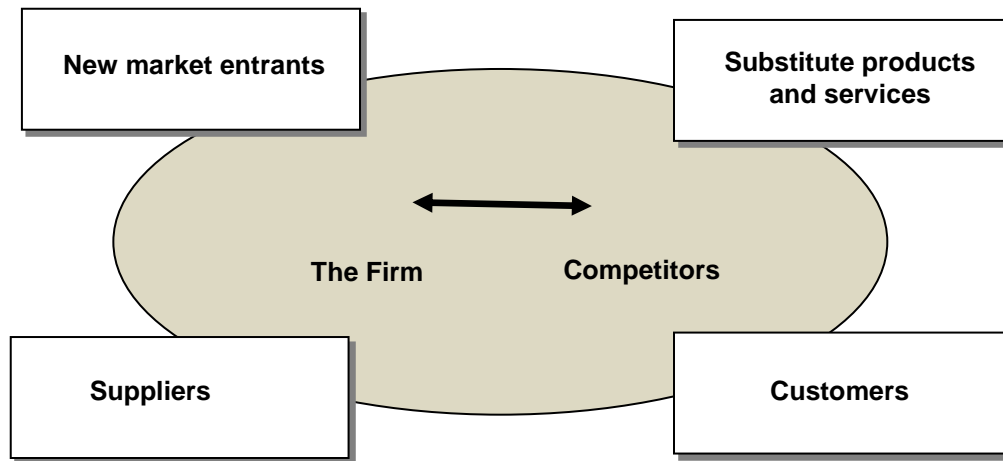 New market entrants
Substitute products
and services
The Firm
Competitors
Suppliers
Customers